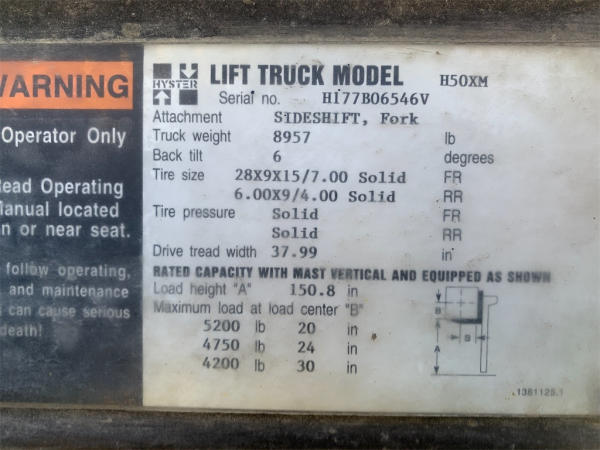 WARNING
Operator Only
Read Operating
Manual located
n or near seat.
follow operating,
and maintenance
can cause serious
death!
HYSTER
LIFT TRUCK MODEL H50XM
Serial no. H177B06546V
Attachment SIDESHIFT, Fork
Truck weight 8957 lb
Back tilt 6 degrees
Tire size 28X9X15/7.00 Solid FR
6.00X9/4.00 Solid RR
Tire pressure Solid FR
Solid RR
Drive tread width 37.99 in
RATED CAPACITY WITH MAST VERTICAL AND EQUIPPED AS SHOWN
Load height "A" 150.8 in
Maximum load at load center "B"
5200 lb 20 in
4750 lb 24 in
4200 lb 30 in
B
B
A
1381128.1